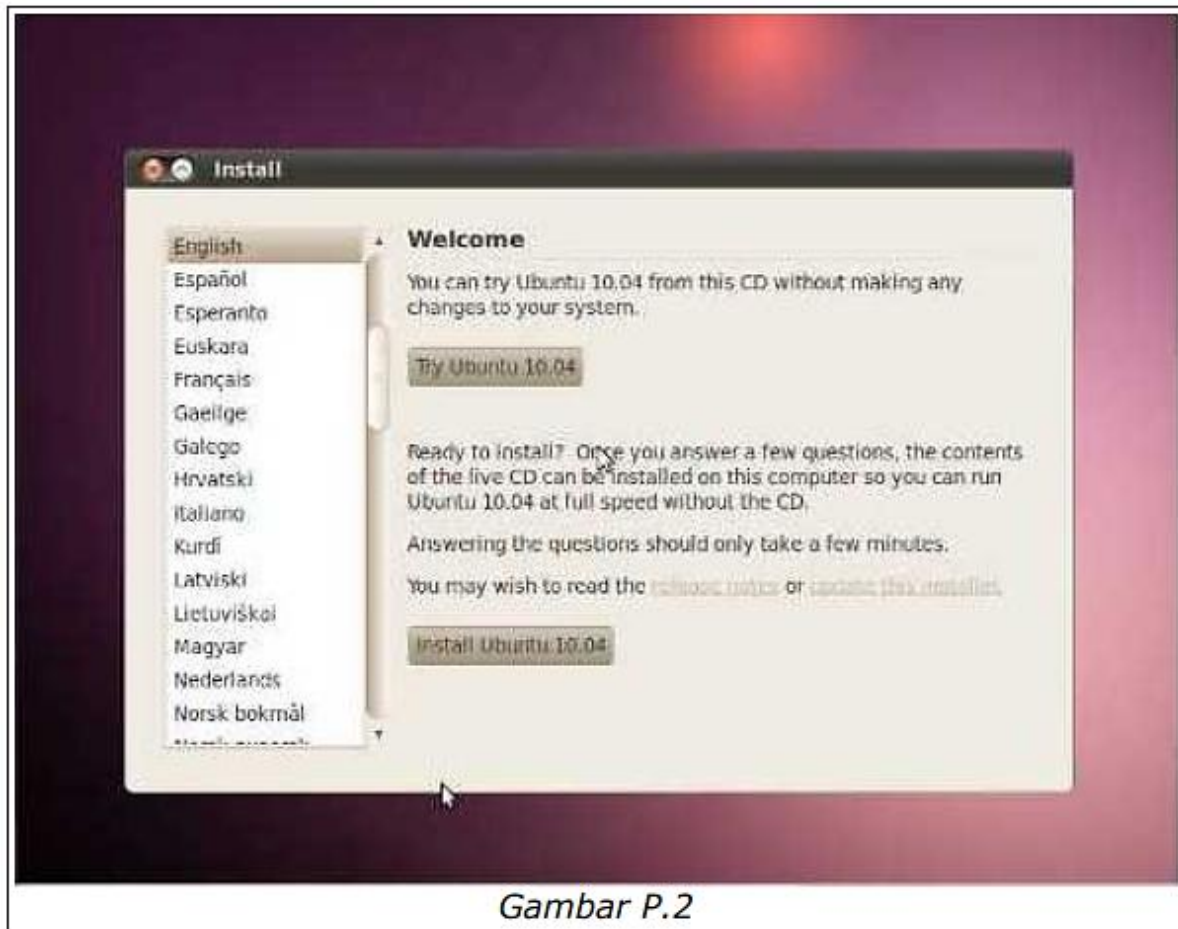 Install
English
Español
Esperanto
Euskara
Français
Gaeilge
Galego
Hrvatski
Italiano
Kurdî
Latviski
Lietuviškai
Magyar
Nederlands
Norsk bokmål
Welcome
You can try Ubuntu 10.04 from this CD without making any
changes to your system.
Try Ubuntu 10.04
Ready to install? Once you answer a few questions, the contents
of the live CD can be installed on this computer so you can run
Ubuntu 10.04 at full speed without the CD.
Answering the questions should only take a few minutes.
You may wish to read the release notes or update this installer.
Install Ubuntu 10.04
Gambar P.2